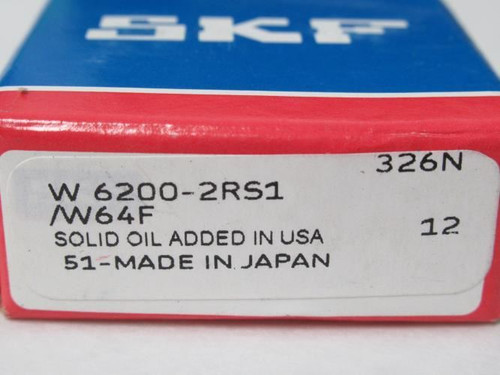 SKF
326N
W 6200-2RS1
/W64F
12
SOLID OIL ADDED IN USA
51-MADE IN JAPAN